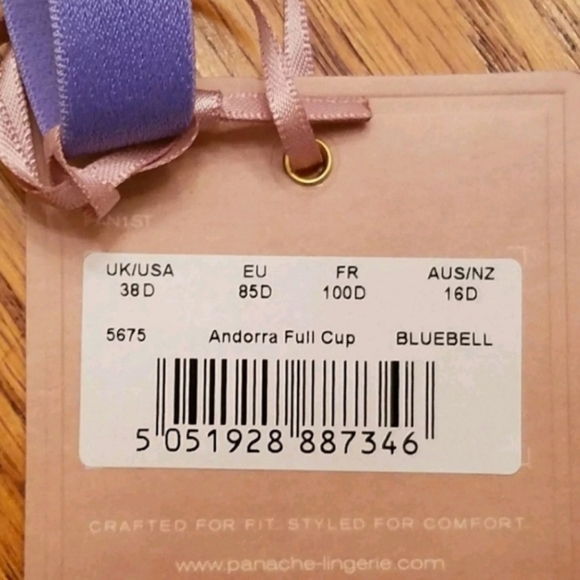 UK/USA EU FR AUS/NZ
38D 85D 100D 16D
5675 Andorra Full Cup BLUEBELL
5 051928 887346
CRAFTED FOR FIT. STYLED FOR COMFORT.
www.panache-lingerie.com